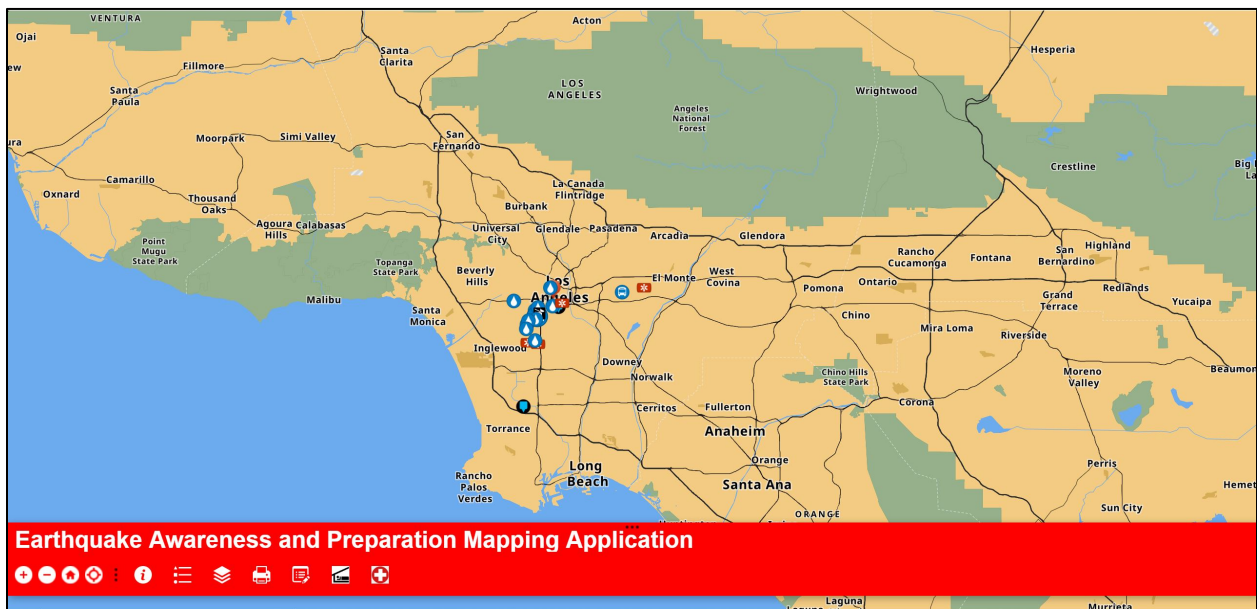 VENTURA
Acton
Ojai
Hesperia
Santa
Clarita
Fillmore
LOS
ANGELES
Santa
Paula
Wrightwood
Angeles
National
Forest
San
Fernando
Moorpark
Simi Valley
Crestline
Camarillo
Oxnard
Thousand
Oaks
La Canada
Flintridge
Burbank
Agoura
Hills
Calabasas
Universal
City
Glendale
Pasadena
Arcadia
Glendora
Point
Mugu
State Park
Topanga
State Park
Beverly
Hills
Los
Angeles
El Monte
West
Covina
Rancho
Cucamonga
Fontana
San
Bernardino
Highland
Pomona
Ontario
Redlands
Grand
Terrace
Yucaipa
Malibu
Santa
Monica
Chino
Mira Loma
Riverside
Inglewood
Downey
Norwalk
Chino Hills
State Park
Moreno
Valley
Cerritos
Fullerton
Corona
Torrance
Anaheim
Orange
Long
Beach
Santa Ana
Rancho
Palos
Verdes
Perris
Sun City
ORANGE
Earthquake Awareness and Preparation Mapping Application
Laguna
Murrieta